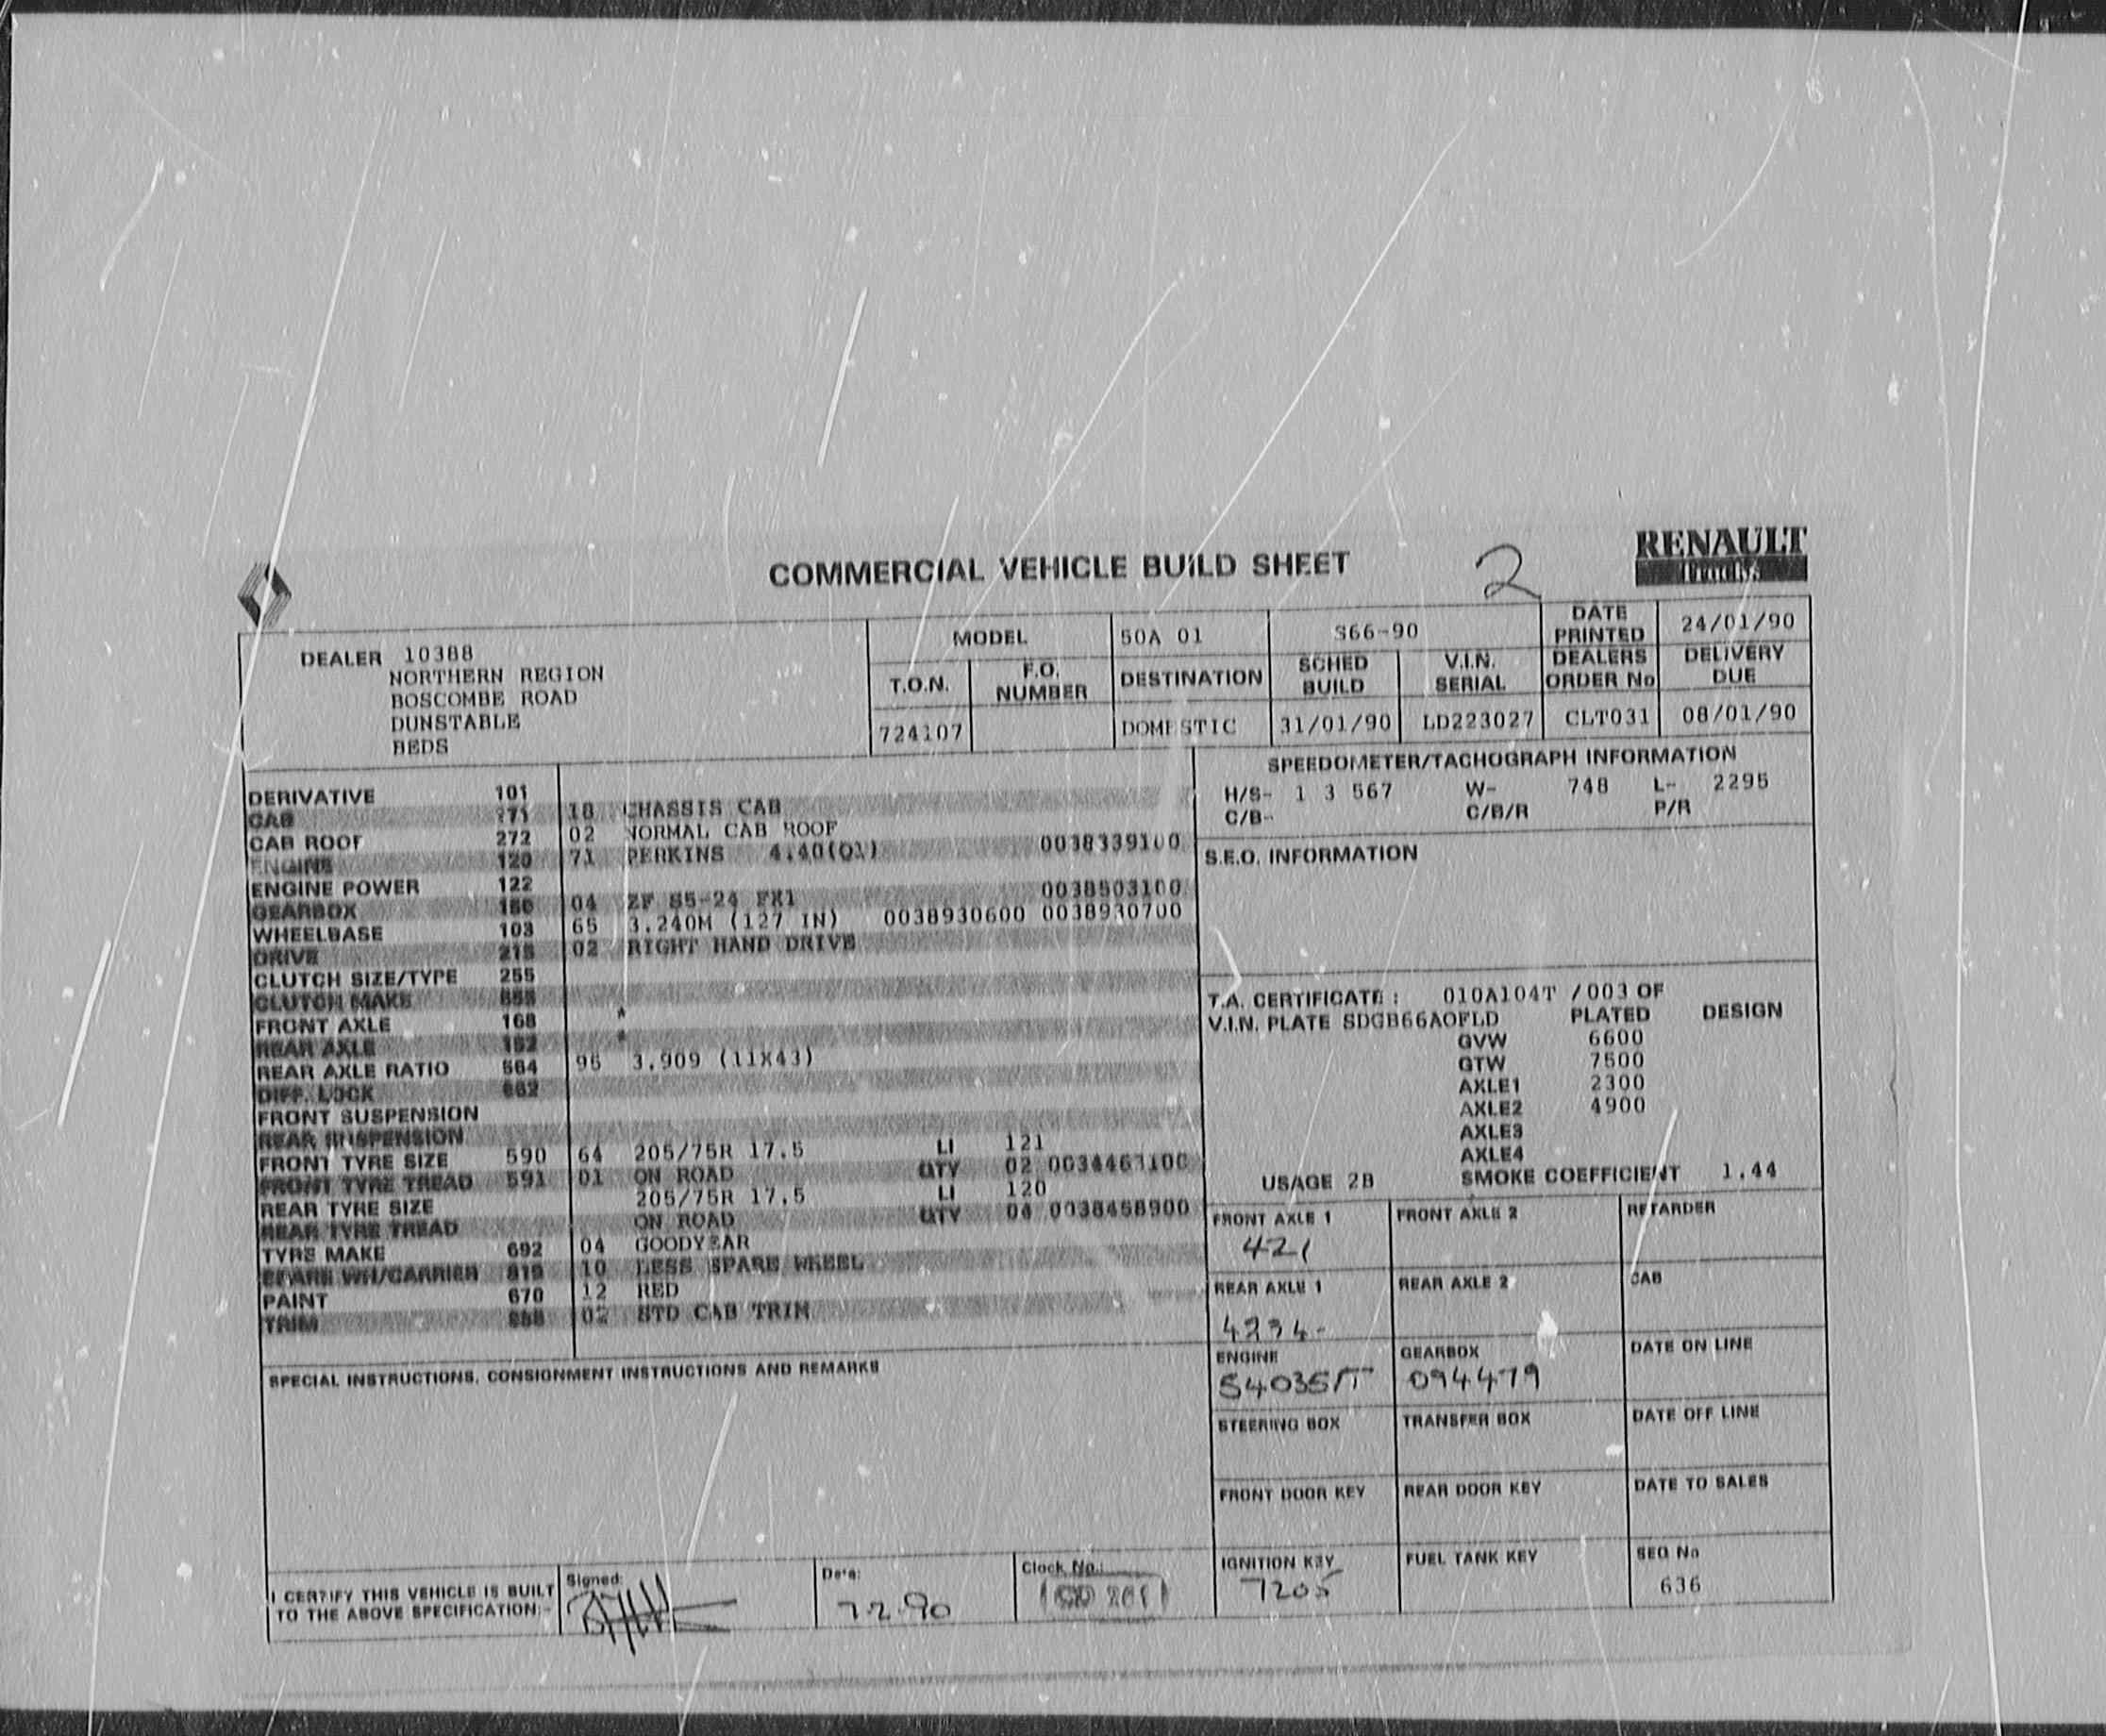 COMMERCIAL VEHICLE BUILD SHEET
2
RENAULT
Trucks
DEALER 10388
NORTHERN REGION
BOSCOMBE ROAD
DUNSTABLE
BEDS
MODEL 50A 01 S66-90 DATE PRINTED 24/01/90
T.O.N. F.O. NUMBER DESTINATION SCHED BUILD V.I.N. SERIAL DEALERS ORDER No DELIVERY DUE
724107 DOMESTIC 31/01/90 LD223027 CLT031 08/01/90
DERIVATIVE 101
CAB 18 CHASSIS CAB
CAB ROOF 272 02 NORMAL CAB ROOF
ENGINE 120 71 PERKINS 0038339100
ENGINE POWER 122
GEARBOX 04 ZF S5-24 FX1 0038503100
WHEELBASE 103 65 3.240M (127 IN) 0038930600 0038930700
DRIVE 02 RIGHT HAND DRIVE
CLUTCH SIZE/TYPE 255
CLUTCH MAKE
FRONT AXLE 168 *
REAR AXLE *
REAR AXLE RATIO 564 3.909 (11X43)
DIFF. LOCK
FRONT SUSPENSION
REAR SUSPENSION
FRONT TYRE SIZE 590 64 205/75R 17.5 LI 121
FRONT TYRE TREAD 591 01 ON ROAD QTY 02
REAR TYRE SIZE 205/75R 17.5 LI 120
REAR TYRE TREAD ON ROAD QTY 04 0038458900
TYRE MAKE 692 04 GOODYEAR
SPARE WH/CARRIER 10 LESS SPARE WHEEL
PAINT 670 12 RED
TRIM 02 STD CAB TRIM
SPECIAL INSTRUCTIONS, CONSIGNMENT INSTRUCTIONS AND REMARKS
SPEEDOMETER/TACHOGRAPH INFORMATION
H/S- 1 3 567 W- 748 L- 2295
C/B- C/B/R P/R
S.E.O. INFORMATION
T.A. CERTIFICATE : 010A104T /003 OF
V.I.N. PLATE SDGB66AOFLD PLATED DESIGN
GVW 6600
GTW 7500
AXLE1 2300
AXLE2 4900
AXLE3
AXLE4
USAGE 2B SMOKE COEFFICIENT 1.44
FRONT AXLE 1 FRONT AXLE 2 RETARDER
421
REAR AXLE 1 REAR AXLE 2 CAB
4234-
ENGINE GEARBOX DATE ON LINE
094479
STEERING BOX TRANSFER BOX DATE OFF LINE
FRONT DOOR KEY REAR DOOR KEY DATE TO SALES
IGNITION KEY FUEL TANK KEY SEQ No
7205 636
I CERTIFY THIS VEHICLE IS BUILT
TO THE ABOVE SPECIFICATION:-
Signed:
Date:
7.2.90
Clock No.: